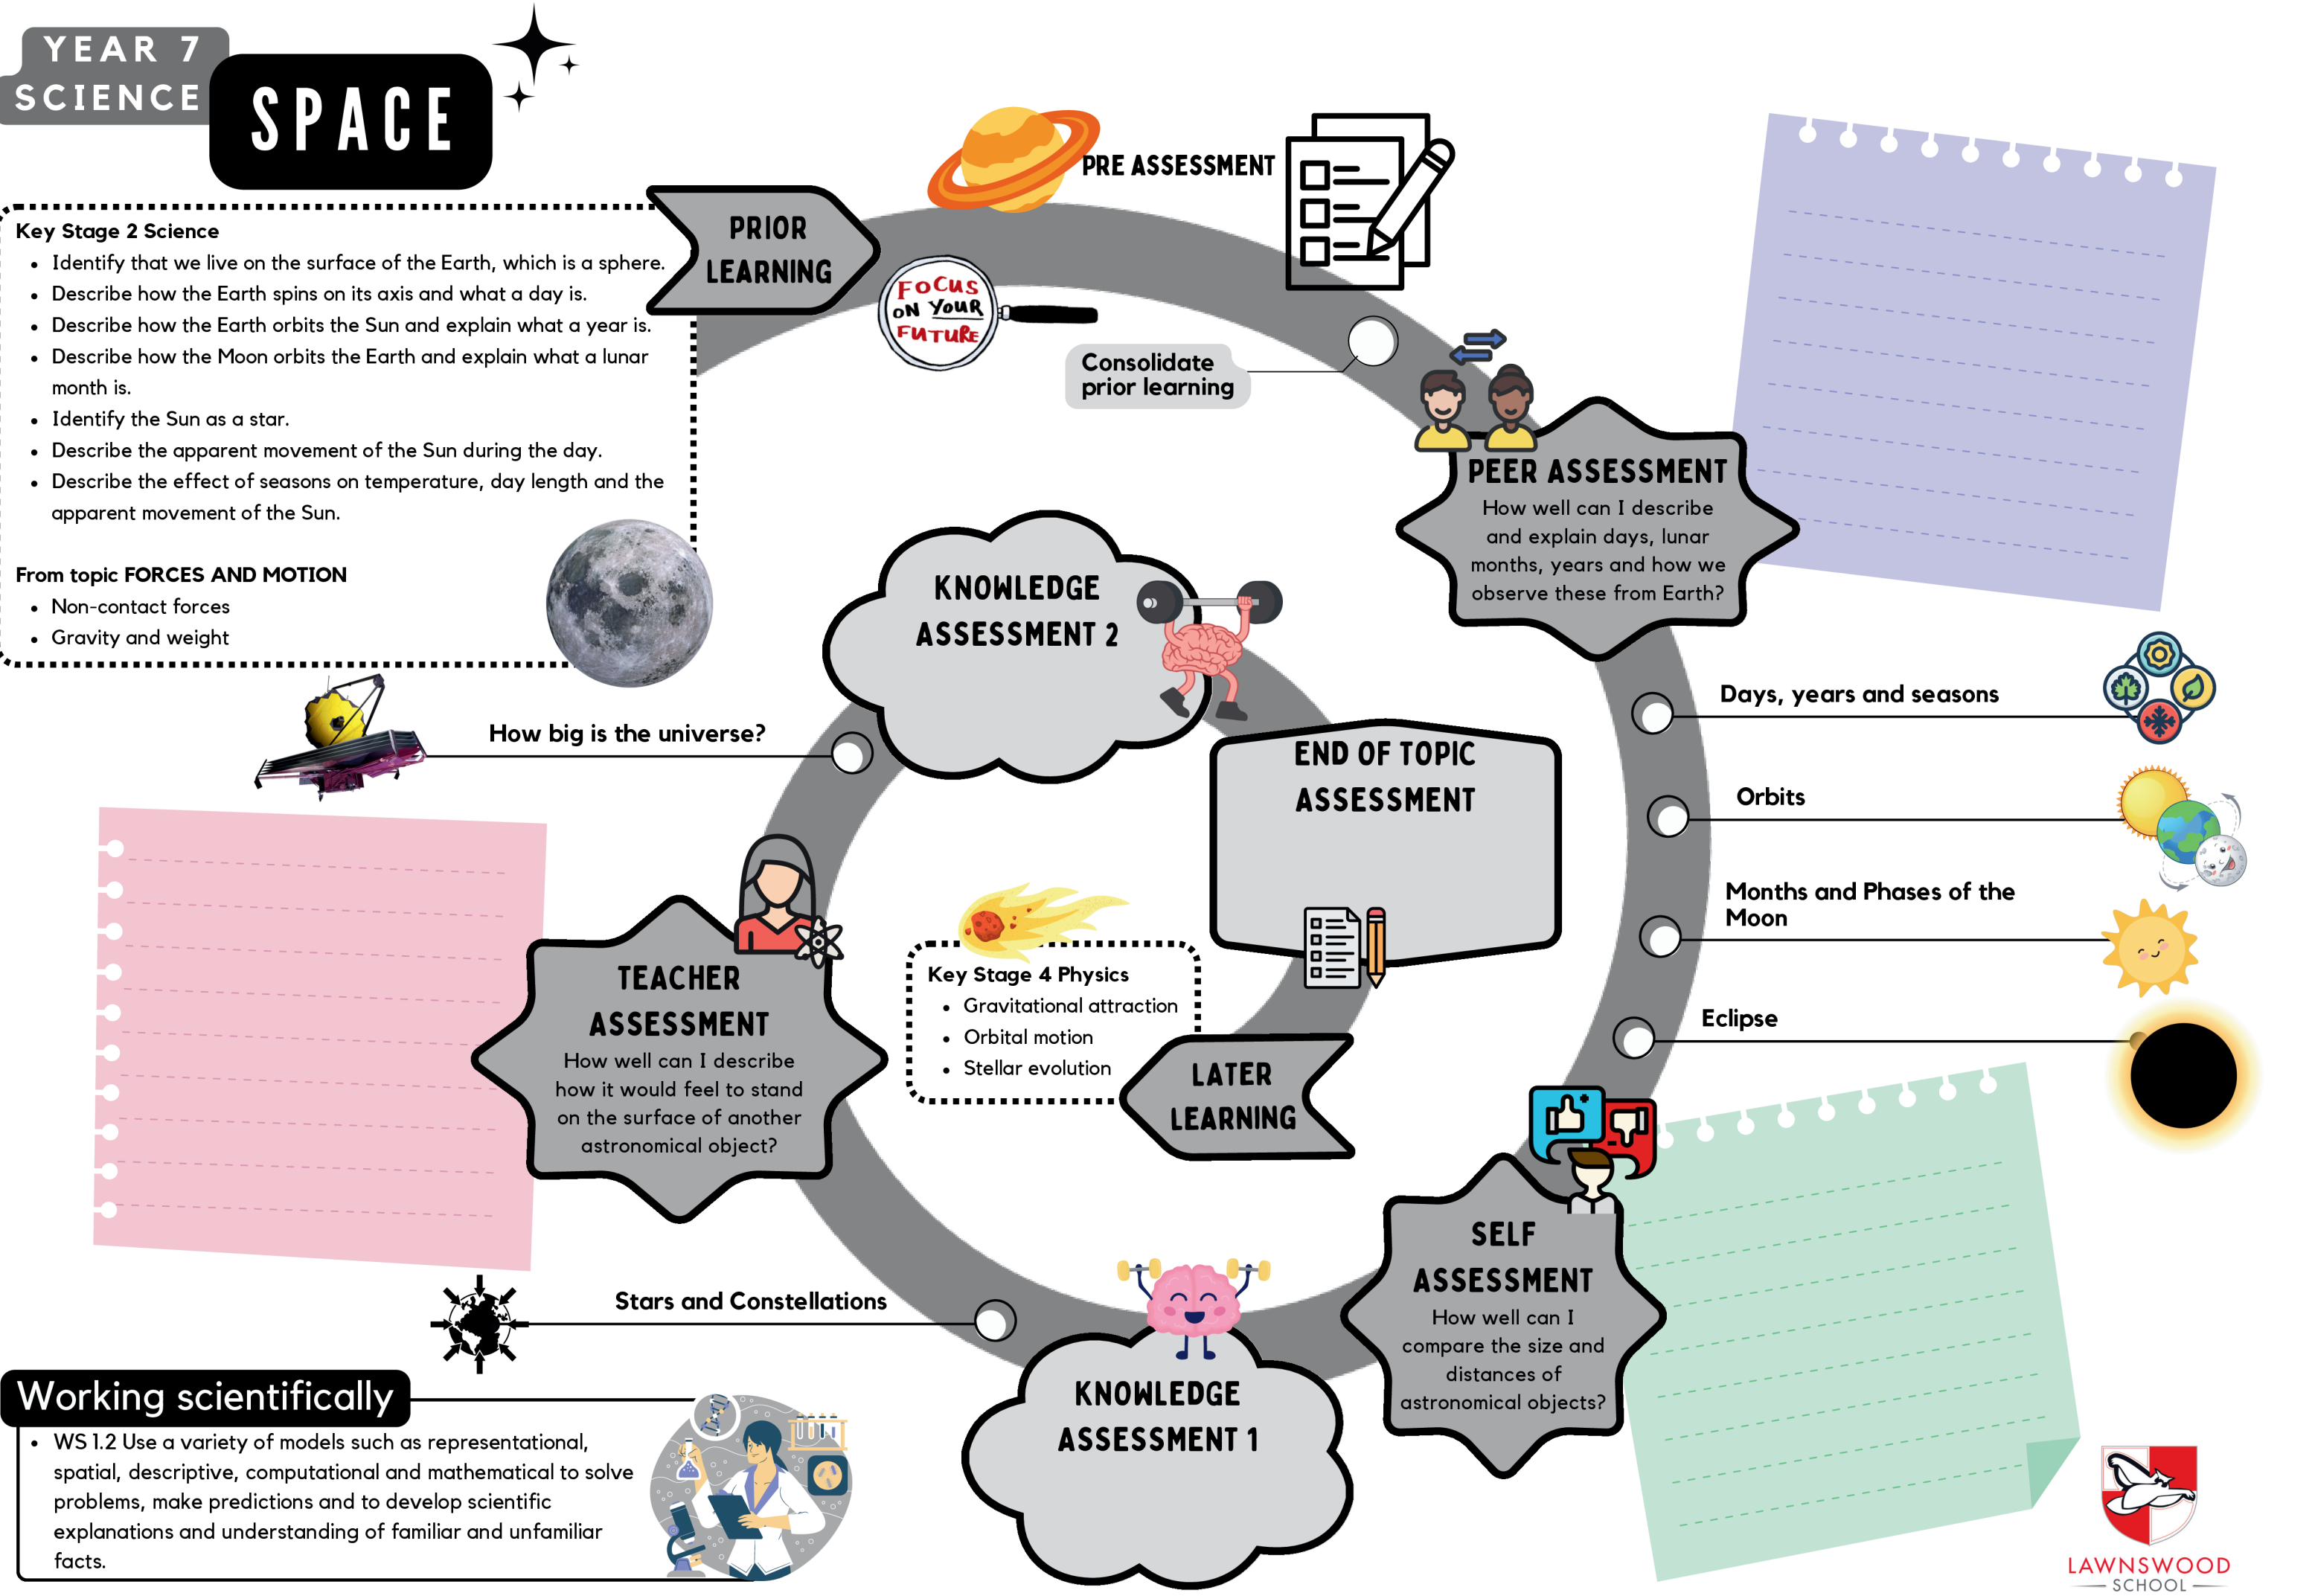 YEAR 7
SCIENCE
SPACE
Key Stage 2 Science
• Identify that we live on the surface of the Earth, which is a sphere.
• Describe how the Earth spins on its axis and what a day is.
• Describe how the Earth orbits the Sun and explain what a year is.
• Describe how the Moon orbits the Earth and explain what a lunar
month is.
• Identify the Sun as a star.
• Describe the apparent movement of the Sun during the day.
• Describe the effect of seasons on temperature, day length and the
apparent movement of the Sun.
From topic FORCES AND MOTION
• Non-contact forces
• Gravity and weight
PRIOR
LEARNING
PRE ASSESSMENT
FOCUS
ON YOUR
FUTURE
Consolidate
prior learning
PEER ASSESSMENT
How well can I describe
and explain days, lunar
months, years and how we
observe these from Earth?
Days, years and seasons
Orbits
Months and Phases of the
Moon
Eclipse
SELF
ASSESSMENT
How well can I
compare the size and
distances of
astronomical objects?
KNOWLEDGE
ASSESSMENT 1
Stars and Constellations
TEACHER
ASSESSMENT
How well can I describe
how it would feel to stand
on the surface of another
astronomical object?
How big is the universe?
KNOWLEDGE
ASSESSMENT 2
END OF TOPIC
ASSESSMENT
LATER
LEARNING
Key Stage 4 Physics
• Gravitational attraction
• Orbital motion
• Stellar evolution
Working scientifically
• WS 1.2 Use a variety of models such as representational,
spatial, descriptive, computational and mathematical to solve
problems, make predictions and to develop scientific
explanations and understanding of familiar and unfamiliar
facts.
LAWNSWOOD
SCHOOL